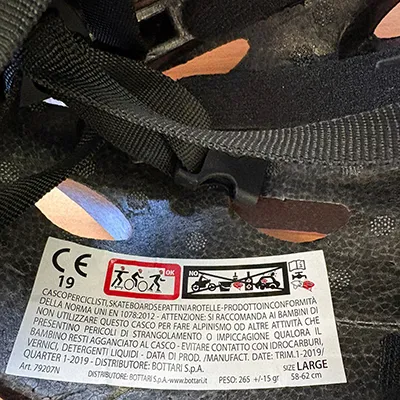 CE
19
OK
NO
CASCO PER CICLISTI, SKATEBOARD E PATTINI A ROTELLE - PRODOTTO IN CONFORMITÀ
DELLA NORMA UNI EN 1078:2012 - ATTENZIONE: SI RACCOMANDA AI BAMBINI DI
NON UTILIZZARE QUESTO CASCO PER FARE ALPINISMO OD ALTRE ATTIVITÀ CHE
PRESENTINO PERICOLI DI STRANGOLAMENTO O IMPICCAGIONE QUALORA IL
BAMBINO RESTI AGGANCIATO AL CASCO - EVITARE CONTATTO CON IDROCARBURI,
VERNICI, DETERGENTI LIQUIDI - DATA DI PROD. /MANUFACT. DATE: TRIM.1-2019/
QUARTER 1-2019 - DISTRIBUTORE: BOTTARI S.P.A.
SIZE LARGE
Art. 79207N
DISTRIBUTORE: BOTTARI S.P.A. -www.bottari.it
PESO: 265 +/-15 gr
58-62 cm